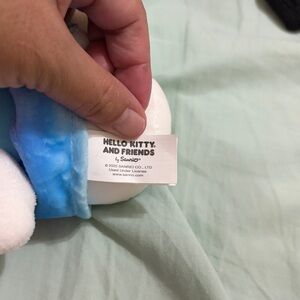 HELLO KITTY
AND FRIENDS
by Sanrio
© 2020 SANRIO CO., LTD
Used Under License
www.sanrio.com